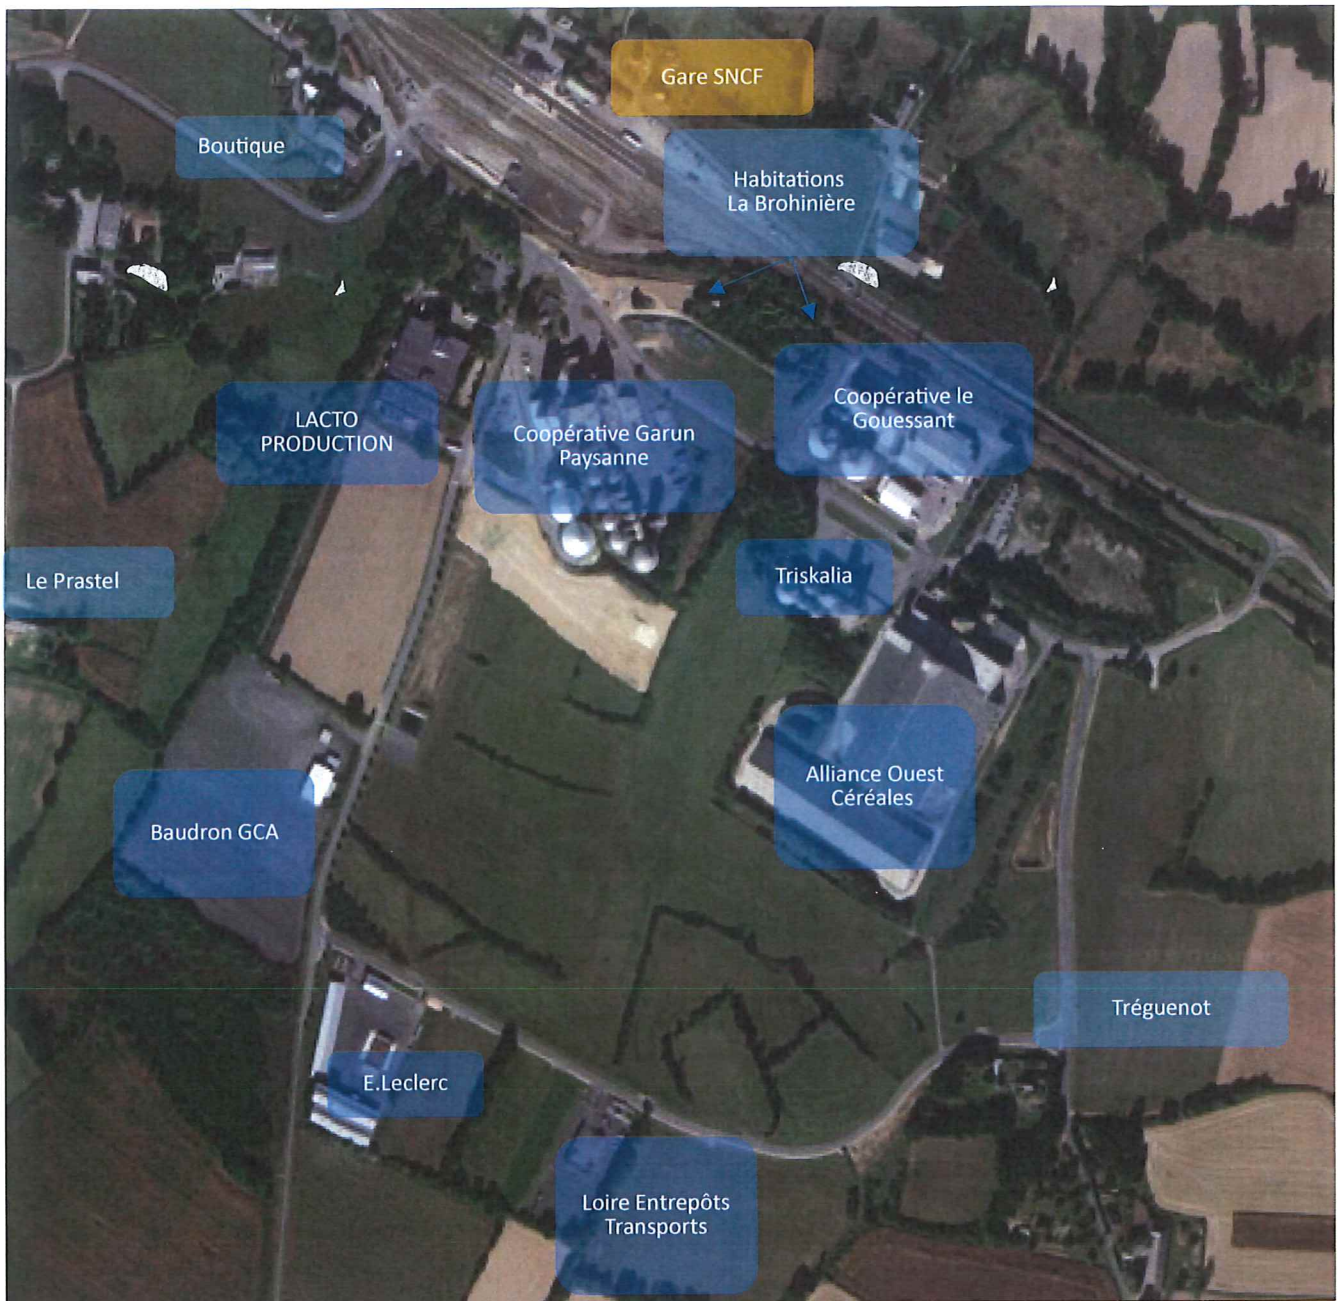 Gare SNCF
Boutique
Habitations
La Brohinière
LACTO
PRODUCTION
Coopérative Garun
Paysanne
Coopérative le
Gouessant
Le Prastel
Triskalia
Alliance Ouest
Céréales
Baudron GCA
Tréguenot
E.Leclerc
Loire Entrepôts
Transports